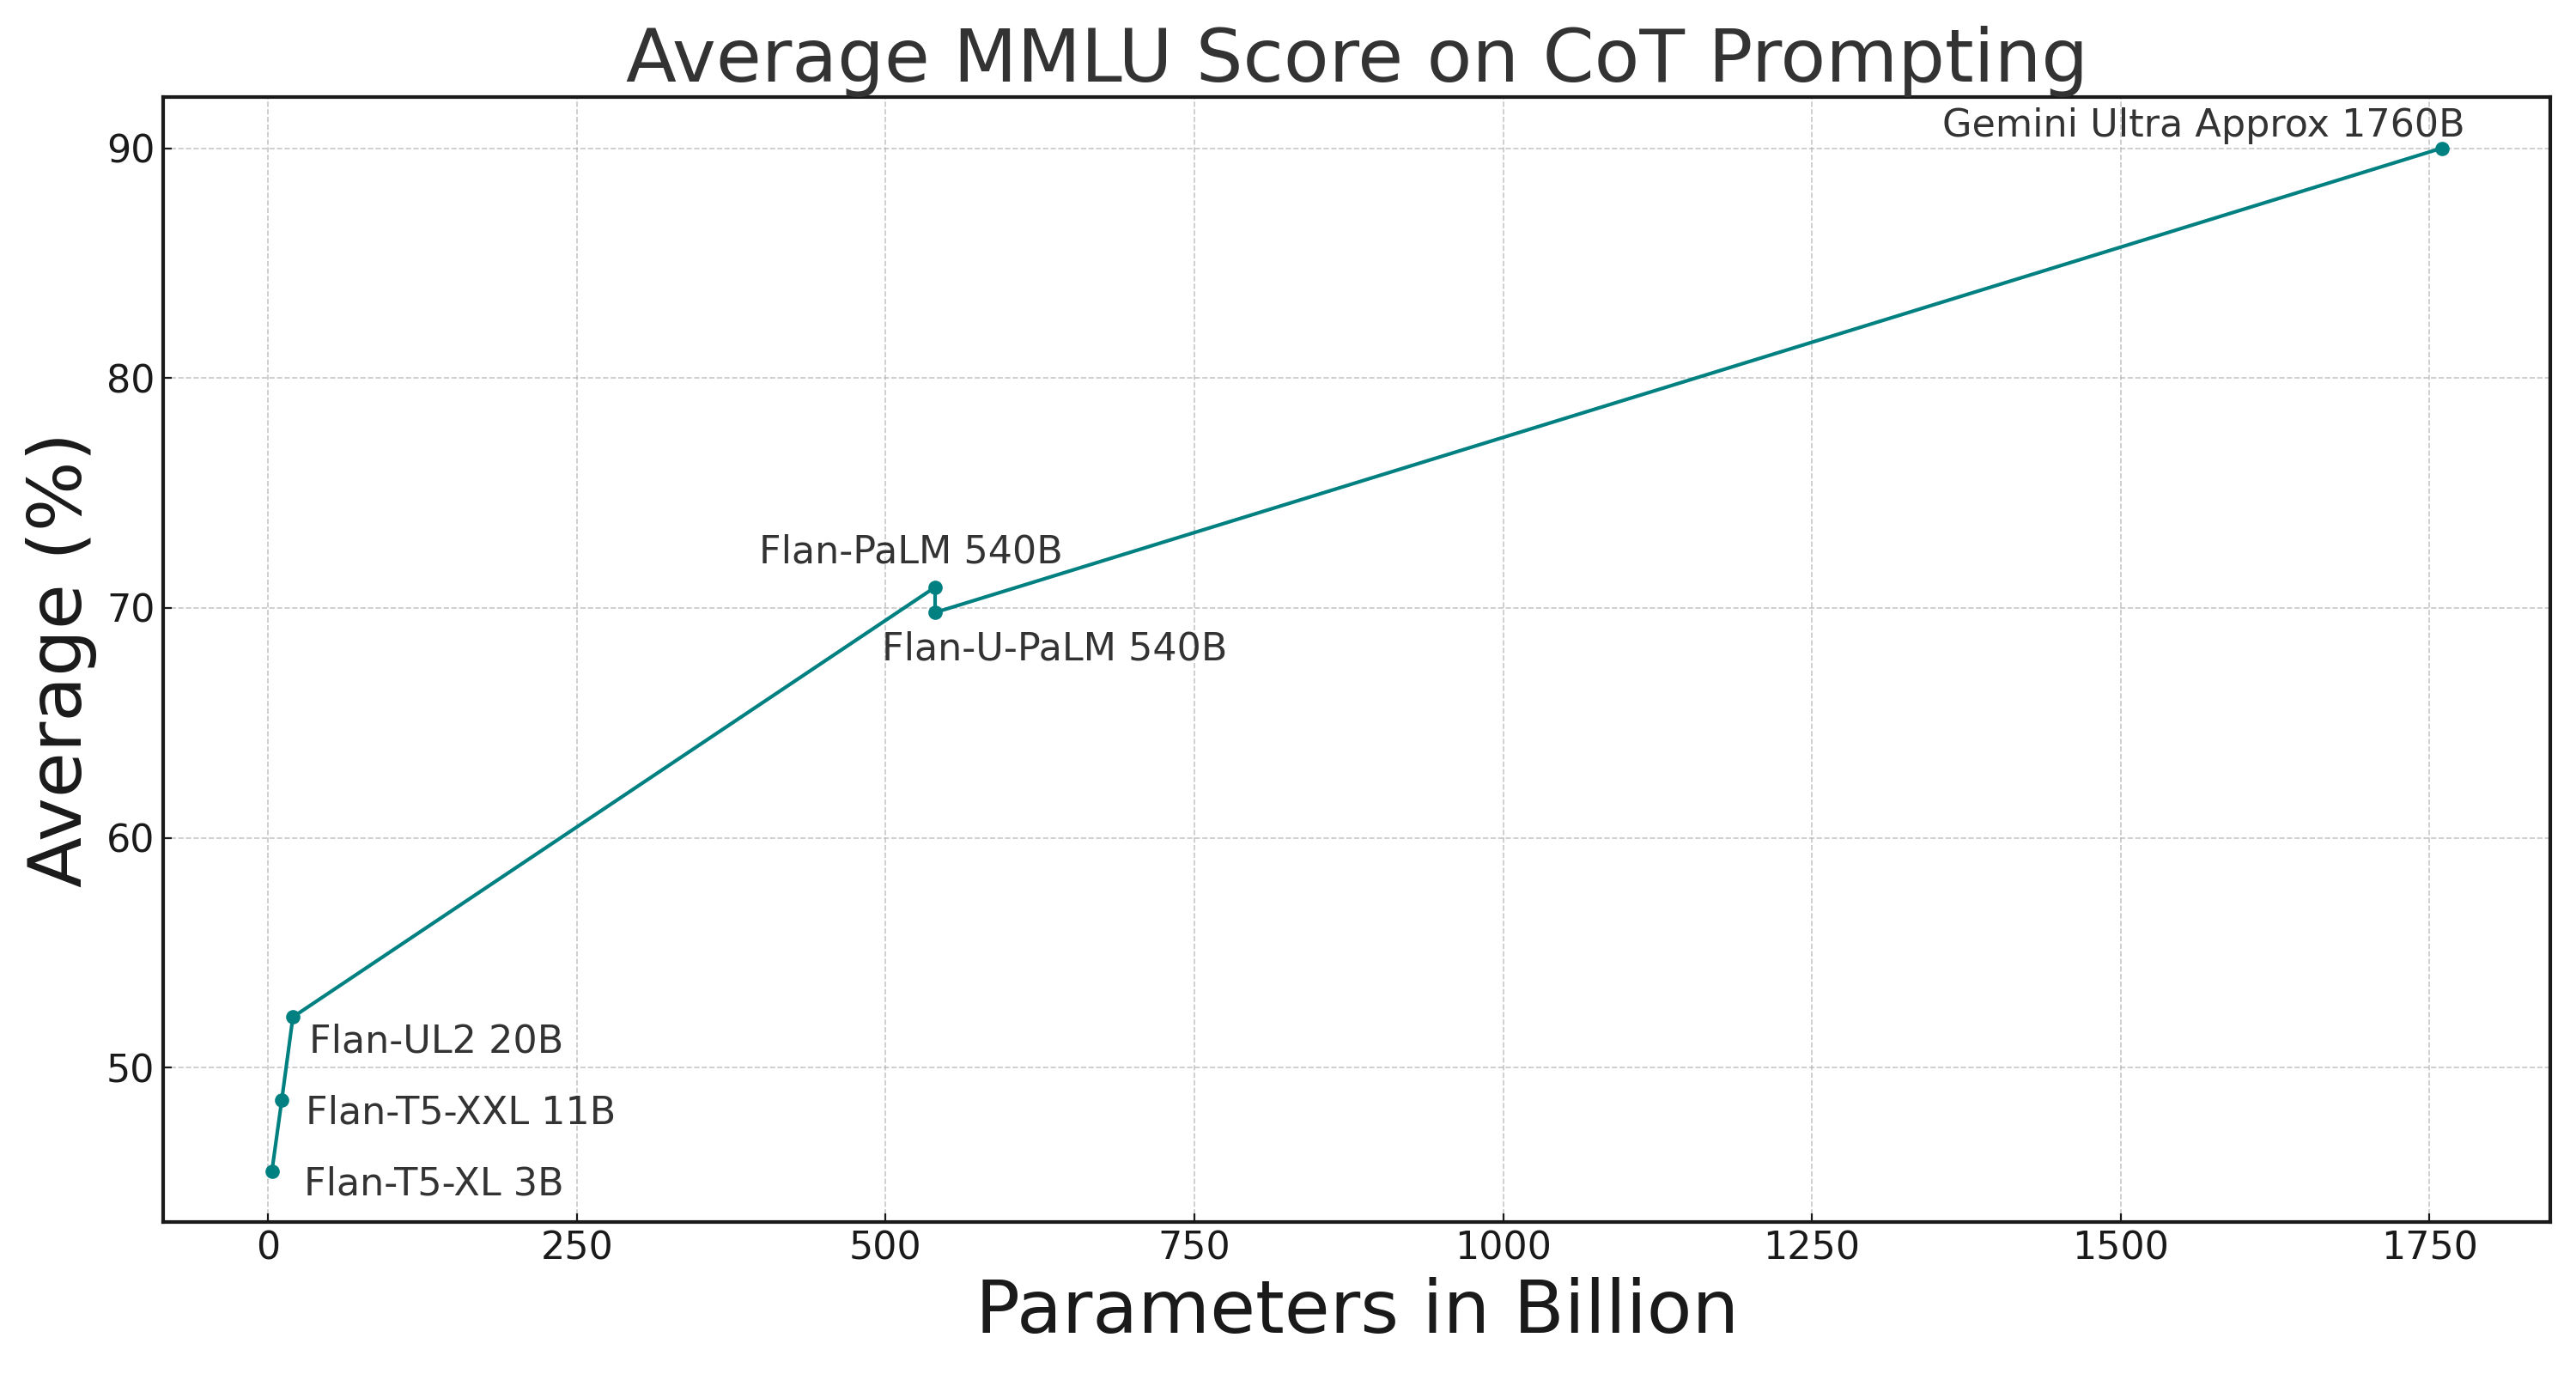 Average MMLU Score on CoT Prompting
Gemini Ultra Approx 1760B
90
80
Flan-PaLM 540B
70
Flan-U-PaLM 540B
60
Flan-UL2 20B
50
Flan-T5-XXL 11B
Flan-T5-XL 3B
Average (%)
0 250 500 750 1000 1250 1500 1750
Parameters in Billion